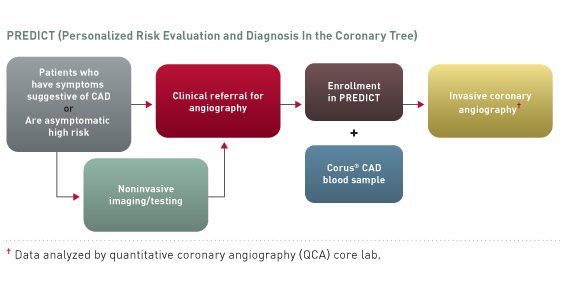 PREDICT (Personalized Risk Evaluation and Diagnosis In the Coronary Tree)
Patients who
have symptoms
suggestive of CAD
or
Are asymptomatic
high risk
Clinical referral for
angiography
Enrollment
in PREDICT
+
Corus® CAD
blood sample
Invasive coronary
angiography†
Noninvasive
imaging/testing
† Data analyzed by quantitative coronary angiography (QCA) core lab.